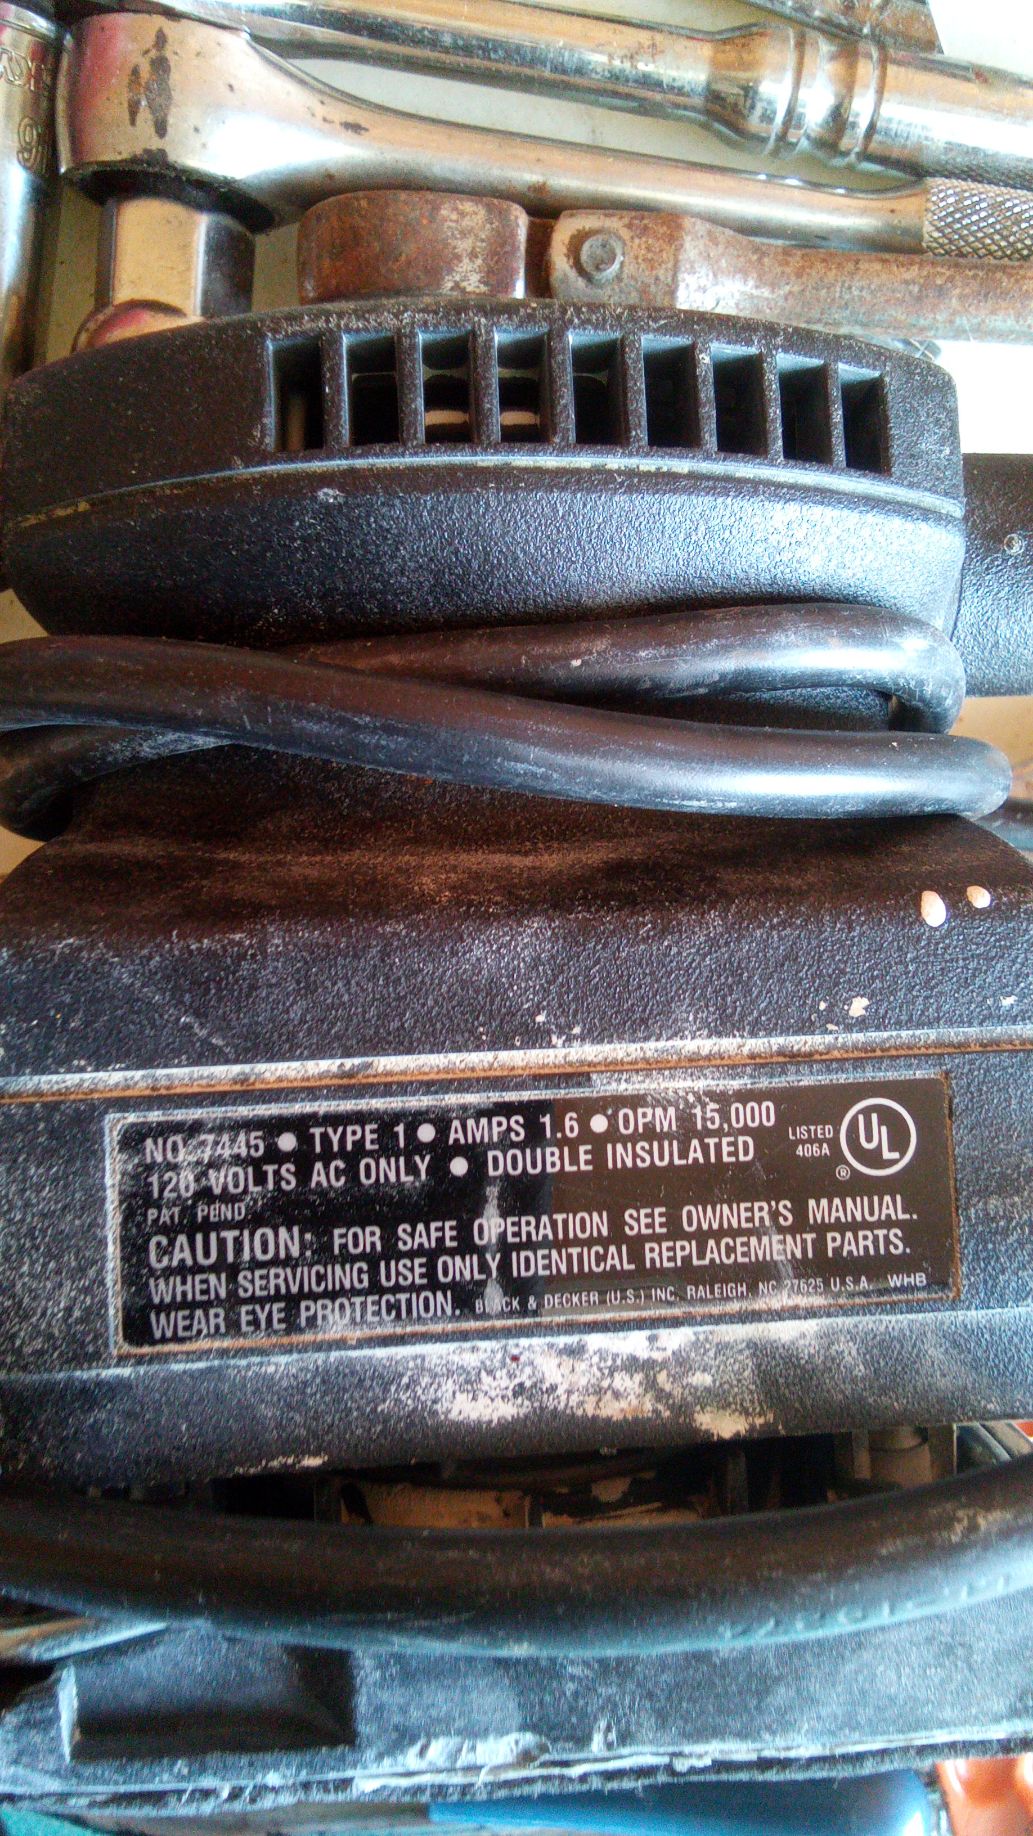 NO. 7445 • TYPE 1 • AMPS 1.6 • OPM 15,000
120 VOLTS AC ONLY • DOUBLE INSULATED
LISTED
406A
UL
®
PAT. PEND.
CAUTION: FOR SAFE OPERATION SEE OWNER'S MANUAL.
WHEN SERVICING USE ONLY IDENTICAL REPLACEMENT PARTS.
WEAR EYE PROTECTION. BLACK & DECKER (U.S.) INC. RALEIGH, NC 27625 U.S.A. WHB